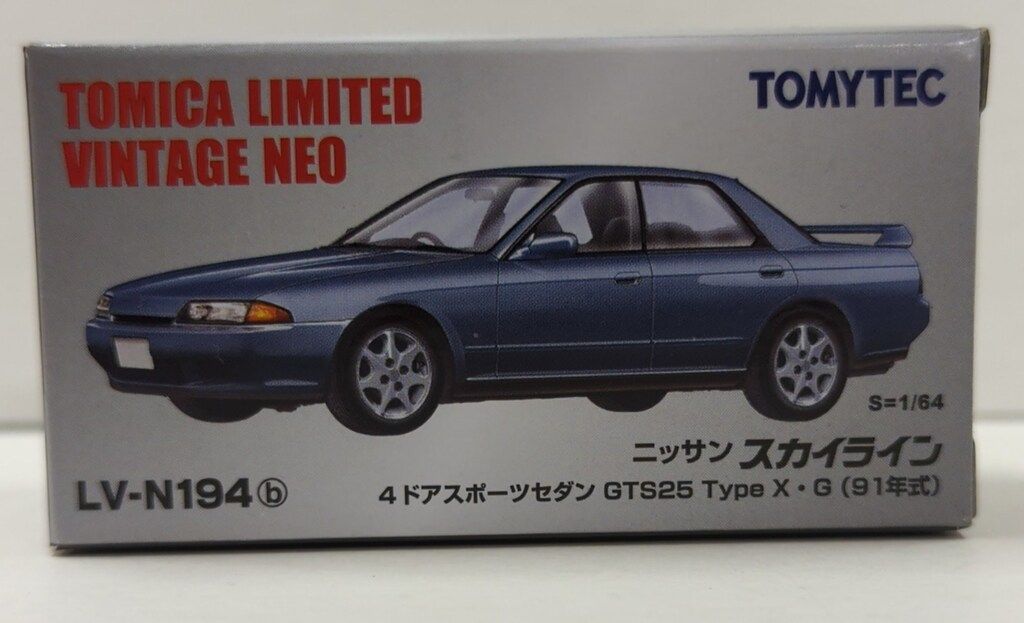 TOMICA LIMITED
VINTAGE NEO
TOMYTEC
S=1/64
ニッサン スカイライン
LV-N194ⓑ
4ドアスポーツセダン GTS25 Type X・G (91年式)